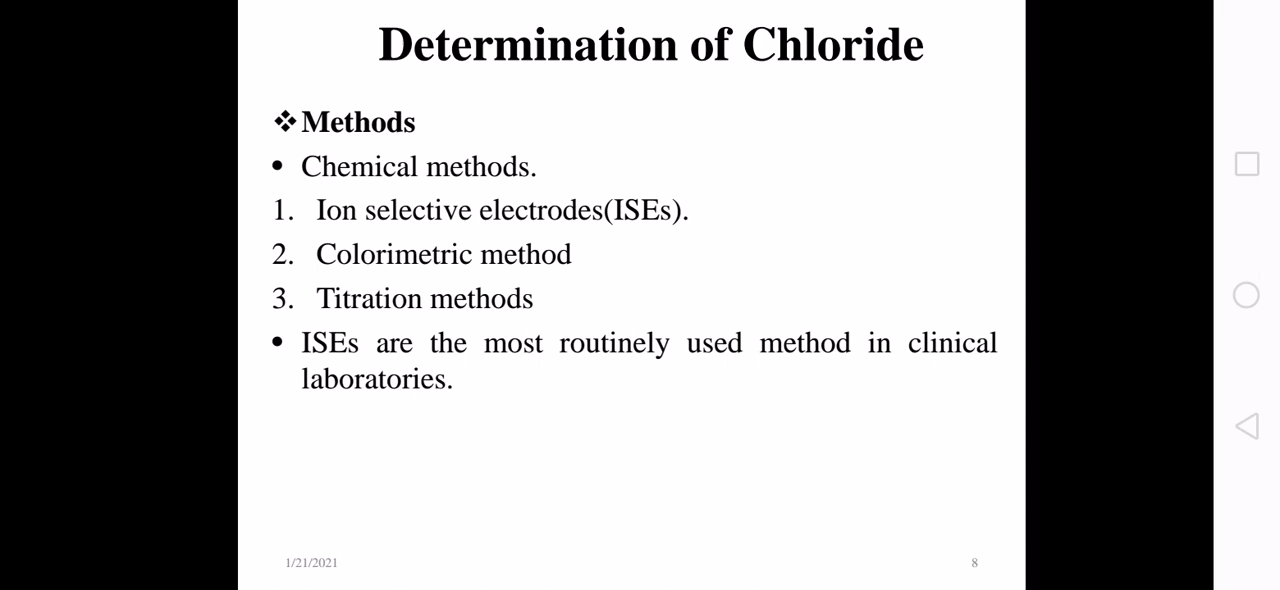 Determination of Chloride
❖Methods
• Chemical methods.
1. Ion selective electrodes(ISEs).
2. Colorimetric method
3. Titration methods
• ISEs are the most routinely used method in clinical
laboratories.
1/21/2021
8